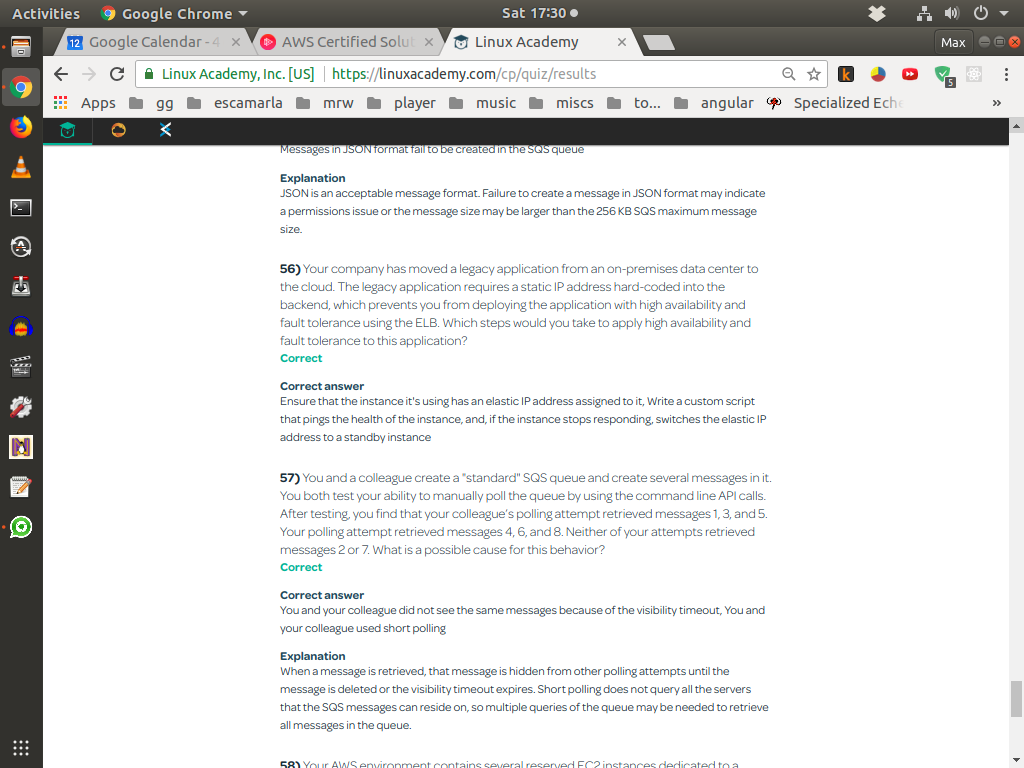 Activities Google Chrome Sat 17:30
Google Calendar - 4 AWS Certified Solut Linux Academy Max
Linux Academy, Inc. [US] https://linuxacademy.com/cp/quiz/results
Apps gg escamarla mrw player music miscs to... angular Specialized Eche »
Messages in JSON format fail to be created in the SQS queue
Explanation
JSON is an acceptable message format. Failure to create a message in JSON format may indicate
a permissions issue or the message size may be larger than the 256 KB SQS maximum message
size.
56) Your company has moved a legacy application from an on-premises data center to
the cloud. The legacy application requires a static IP address hard-coded into the
backend, which prevents you from deploying the application with high availability and
fault tolerance using the ELB. Which steps would you take to apply high availability and
fault tolerance to this application?
Correct
Correct answer
Ensure that the instance it's using has an elastic IP address assigned to it, Write a custom script
that pings the health of the instance, and, if the instance stops responding, switches the elastic IP
address to a standby instance
57) You and a colleague create a "standard" SQS queue and create several messages in it.
You both test your ability to manually poll the queue by using the command line API calls.
After testing, you find that your colleague's polling attempt retrieved messages 1, 3, and 5.
Your polling attempt retrieved messages 4, 6, and 8. Neither of your attempts retrieved
messages 2 or 7. What is a possible cause for this behavior?
Correct
Correct answer
You and your colleague did not see the same messages because of the visibility timeout, You and
your colleague used short polling
Explanation
When a message is retrieved, that message is hidden from other polling attempts until the
message is deleted or the visibility timeout expires. Short polling does not query all the servers
that the SQS messages can reside on, so multiple queries of the queue may be needed to retrieve
all messages in the queue.
58) Your AWS environment contains several reserved EC2 instances dedicated to a